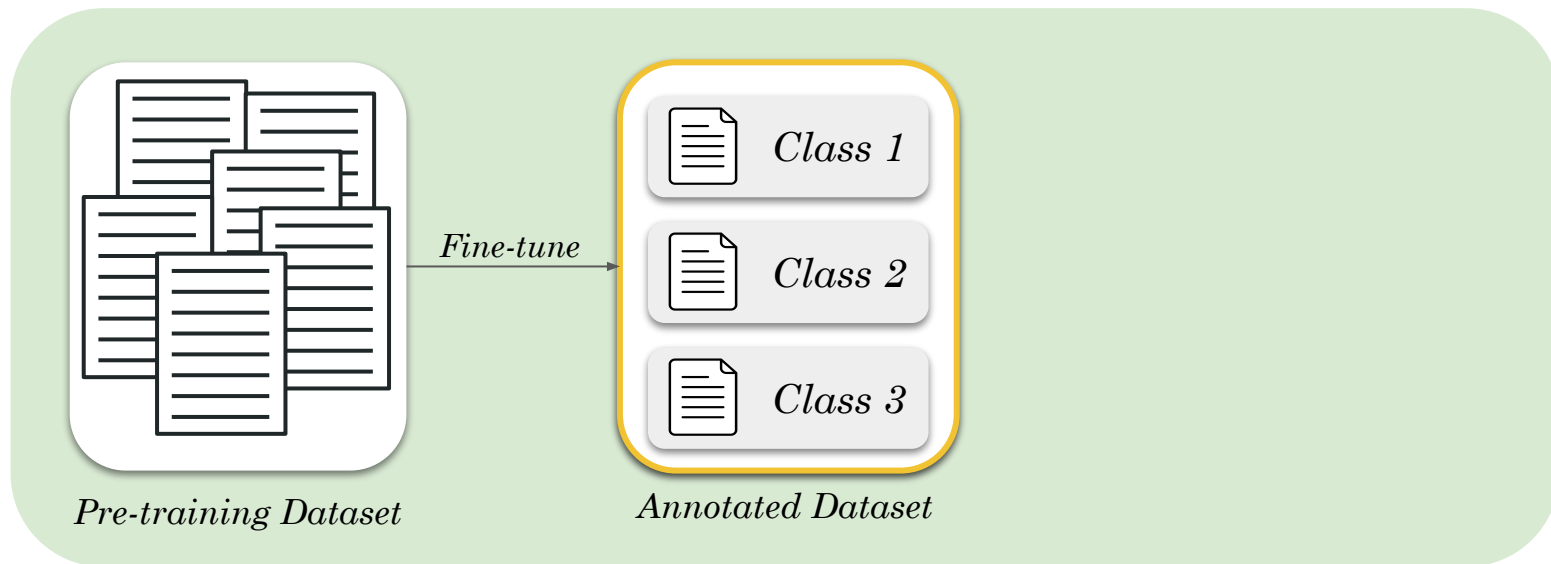 Class 1
Fine-tune
Class 2
Class 3
Pre-training Dataset
Annotated Dataset